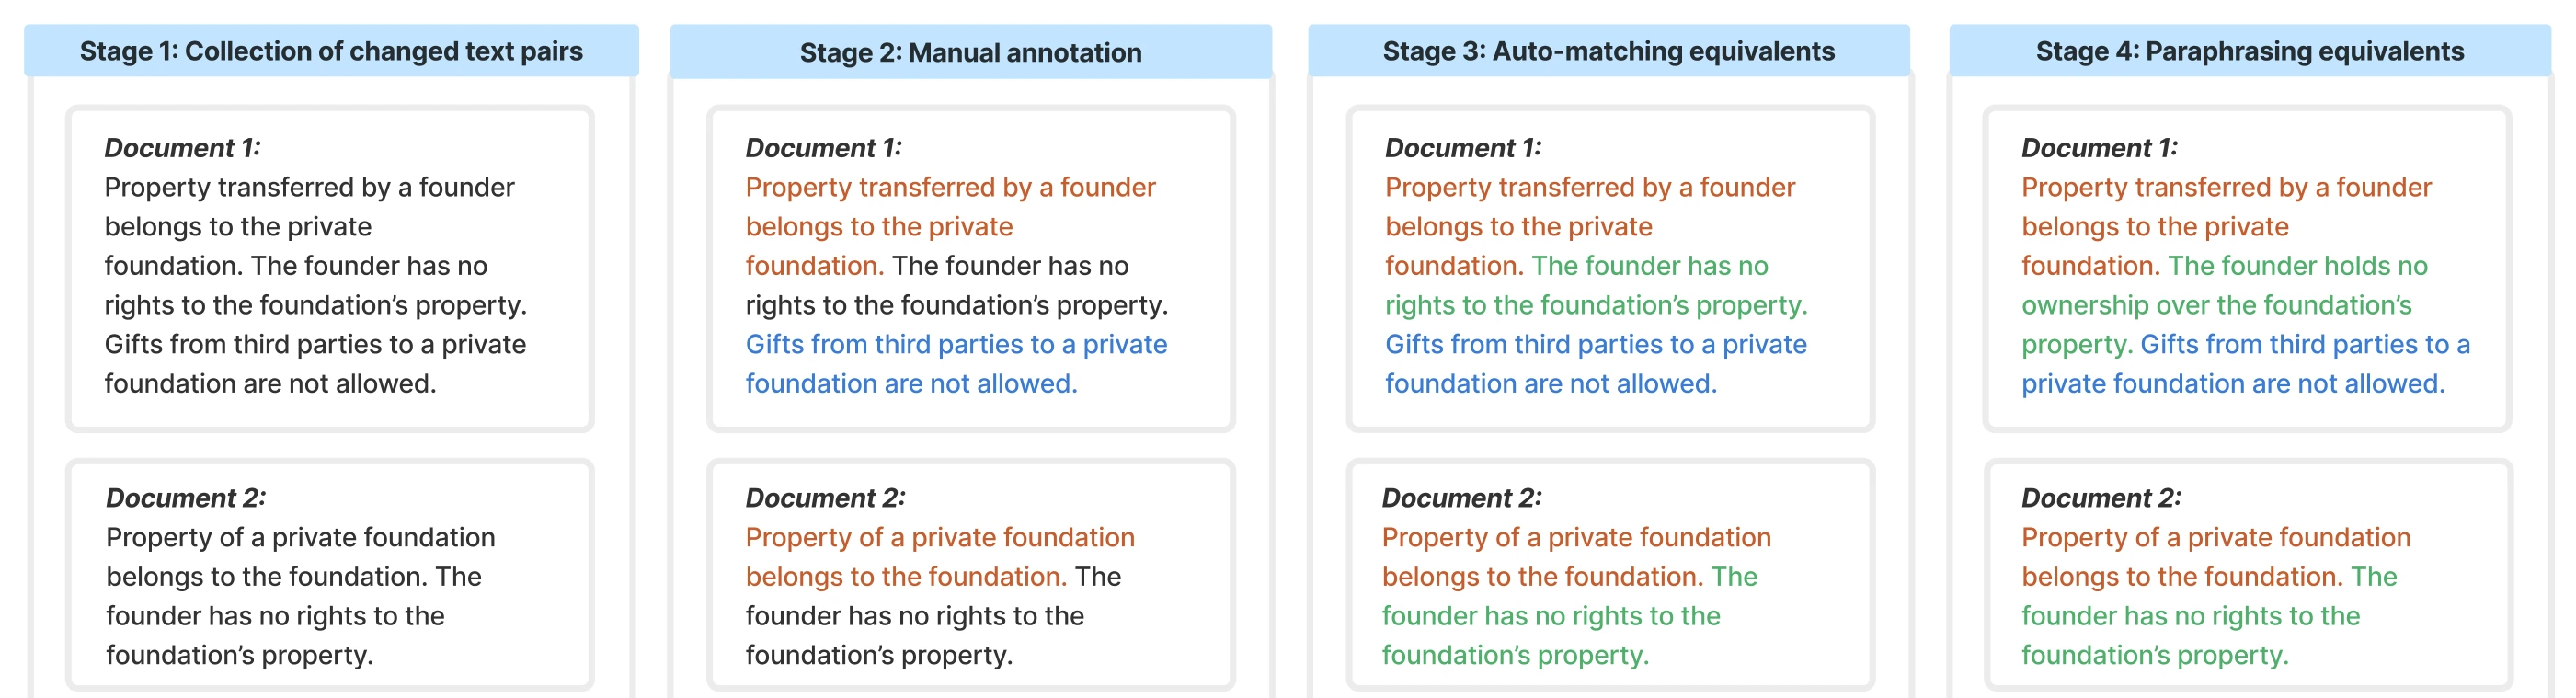 Stage 1: Collection of changed text pairs
Document 1:
Property transferred by a founder
belongs to the private
foundation. The founder has no
rights to the foundation’s property.
Gifts from third parties to a private
foundation are not allowed.
Document 2:
Property of a private foundation
belongs to the foundation. The
founder has no rights to the
foundation’s property.
Stage 2: Manual annotation
Document 1:
Property transferred by a founder
belongs to the private
foundation. The founder has no
rights to the foundation’s property.
Gifts from third parties to a private
foundation are not allowed.
Document 2:
Property of a private foundation
belongs to the foundation. The
founder has no rights to the
foundation’s property.
Stage 3: Auto-matching equivalents
Document 1:
Property transferred by a founder
belongs to the private
foundation. The founder has no
rights to the foundation’s property.
Gifts from third parties to a private
foundation are not allowed.
Document 2:
Property of a private foundation
belongs to the foundation. The
founder has no rights to the
foundation’s property.
Stage 4: Paraphrasing equivalents
Document 1:
Property transferred by a founder
belongs to the private
foundation. The founder holds no
ownership over the foundation’s
property. Gifts from third parties to a
private foundation are not allowed.
Document 2:
Property of a private foundation
belongs to the foundation. The
founder has no rights to the
foundation’s property.